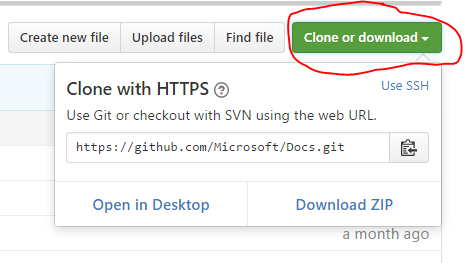 Create new file Upload files Find file Clone or download
Clone with HTTPS ? Use SSH
Use Git or checkout with SVN using the web URL.
https://github.com/Microsoft/Docs.git
Open in Desktop Download ZIP
a month ago